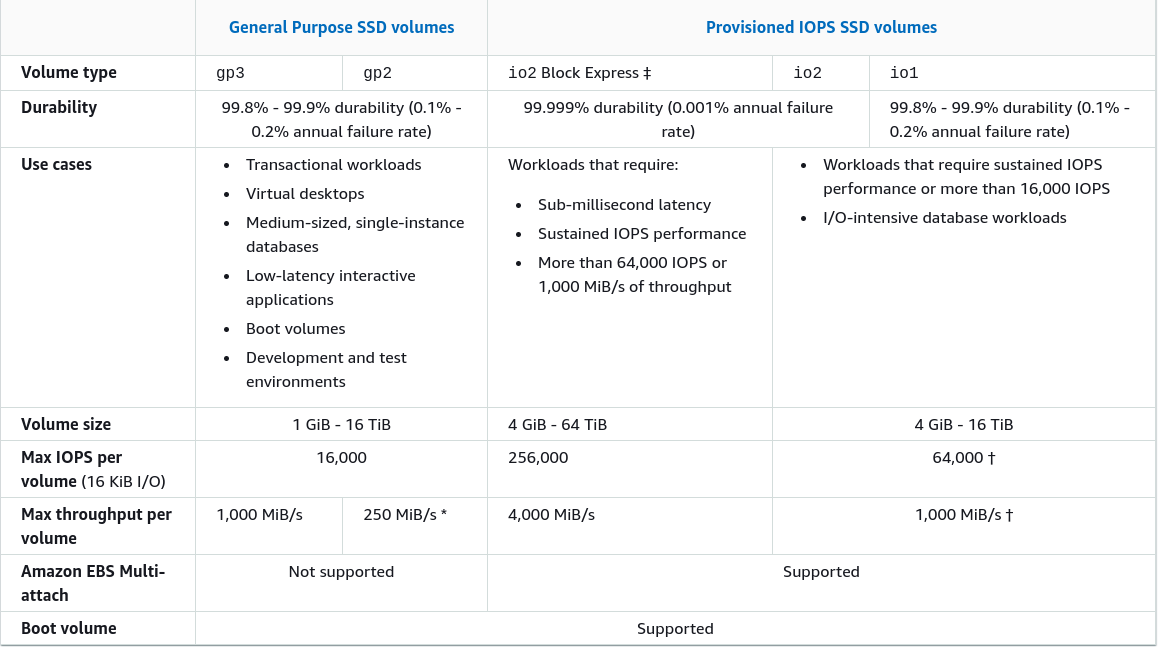 General Purpose SSD volumes
Provisioned IOPS SSD volumes
Volume type
gp3
gp2
io2 Block Express ‡
io2
io1
Durability
99.8% - 99.9% durability (0.1% -
0.2% annual failure rate)
99.999% durability (0.001% annual failure
rate)
99.8% - 99.9% durability (0.1% -
0.2% annual failure rate)
Use cases
• Transactional workloads
• Virtual desktops
• Medium-sized, single-instance
databases
• Low-latency interactive
applications
• Boot volumes
• Development and test
environments
Workloads that require:
• Sub-millisecond latency
• Sustained IOPS performance
• More than 64,000 IOPS or
1,000 MiB/s of throughput
• Workloads that require sustained IOPS
performance or more than 16,000 IOPS
• I/O-intensive database workloads
Volume size
1 GiB - 16 TiB
4 GiB - 64 TiB
4 GiB - 16 TiB
Max IOPS per
volume (16 KiB I/O)
16,000
256,000
64,000 †
Max throughput per
volume
1,000 MiB/s
250 MiB/s *
4,000 MiB/s
1,000 MiB/s †
Amazon EBS Multi-
attach
Not supported
Supported
Boot volume
Supported